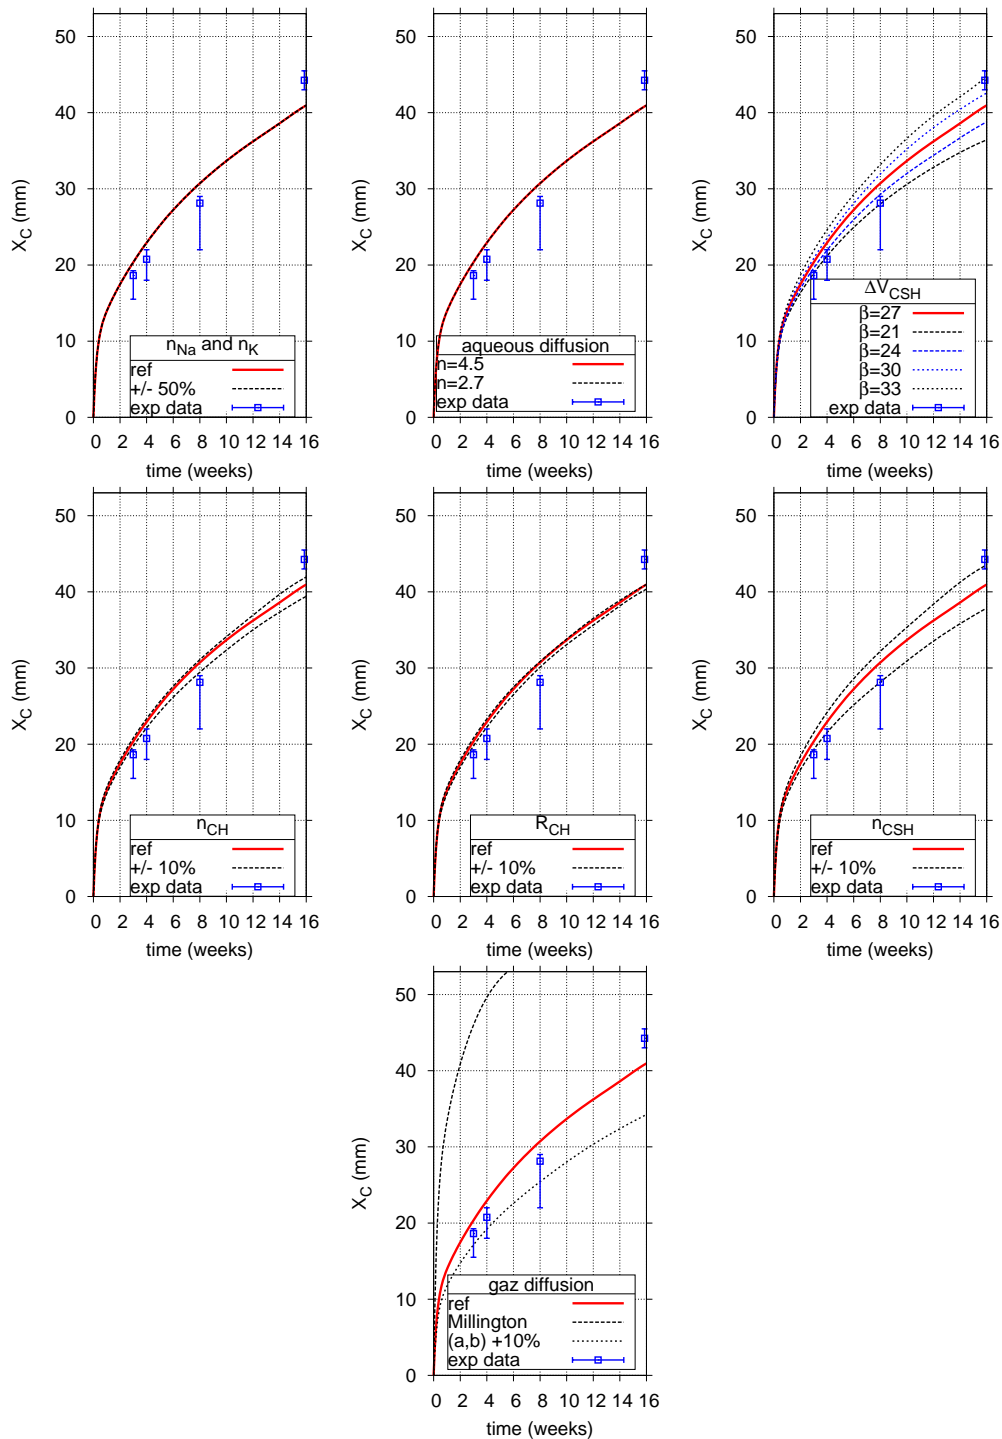 50
40
30
20
10
0
X_C (mm)
n_Na and n_K
ref
+/- 50%
exp data
0 2 4 6 8 10 12 14 16
time (weeks)
50
40
30
20
10
0
X_C (mm)
aqueous diffusion
n=4.5
n=2.7
exp data
0 2 4 6 8 10 12 14 16
time (weeks)
50
40
30
20
10
0
X_C (mm)
ΔV_CSH
β=27
β=21
β=24
β=30
β=33
exp data
0 2 4 6 8 10 12 14 16
time (weeks)
50
40
30
20
10
0
X_C (mm)
n_CH
ref
+/- 10%
exp data
0 2 4 6 8 10 12 14 16
time (weeks)
50
40
30
20
10
0
X_C (mm)
R_CH
ref
+/- 10%
exp data
0 2 4 6 8 10 12 14 16
time (weeks)
50
40
30
20
10
0
X_C (mm)
n_CSH
ref
+/- 10%
exp data
0 2 4 6 8 10 12 14 16
time (weeks)
50
40
30
20
10
0
X_C (mm)
gaz diffusion
ref
Millington
(a,b) +10%
exp data
0 2 4 6 8 10 12 14 16
time (weeks)